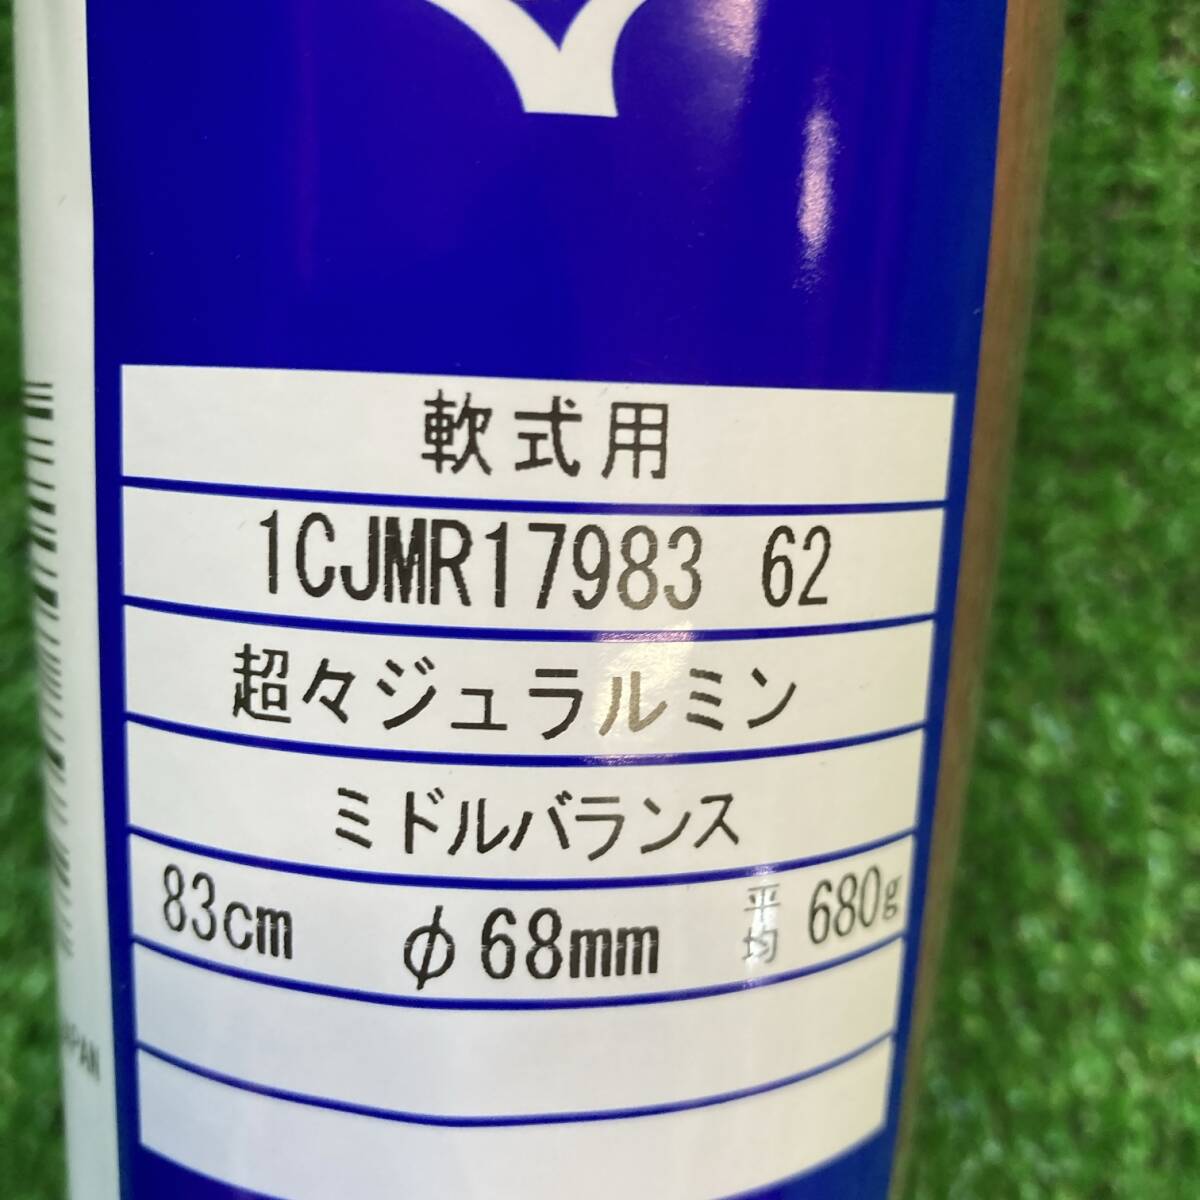 軟式用
1CJMR17983 62
超々ジュラルミン
ミドルバランス
83cm φ68mm 平均 680g